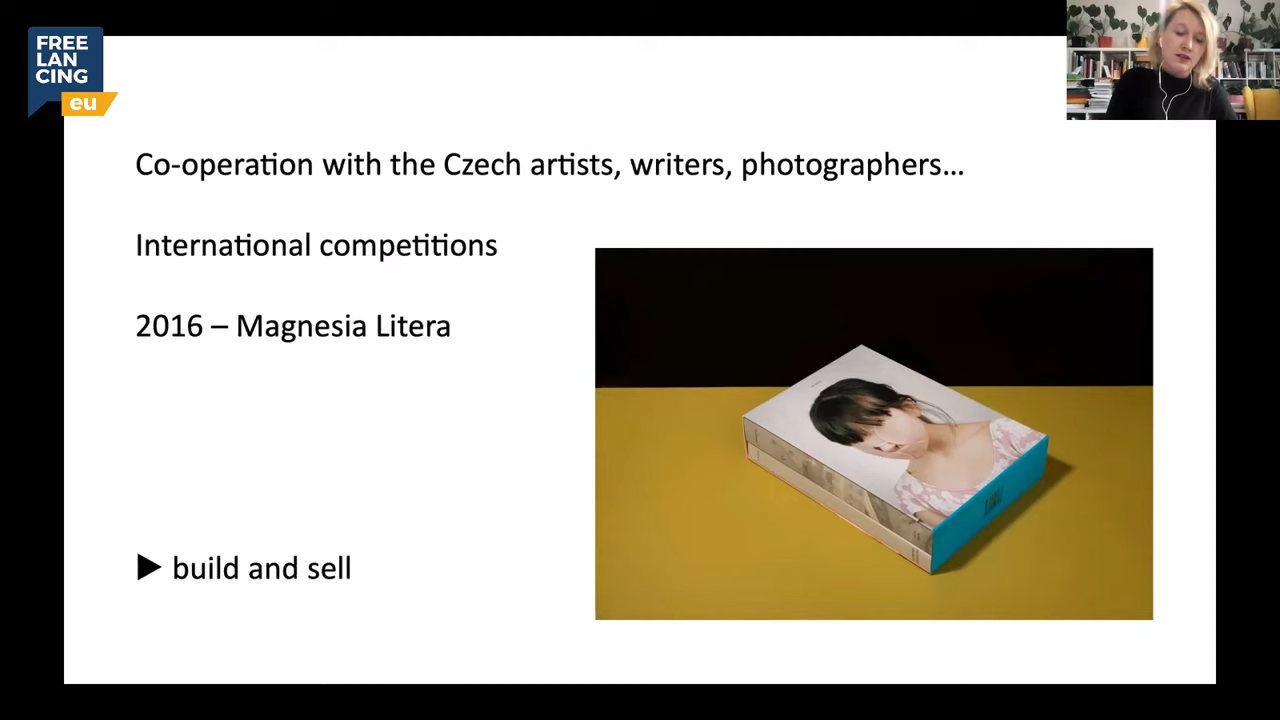 FREE
LAN
CING
eu
Co-operation with the Czech artists, writers, photographers…
International competitions
2016 – Magnesia Litera
▶ build and sell